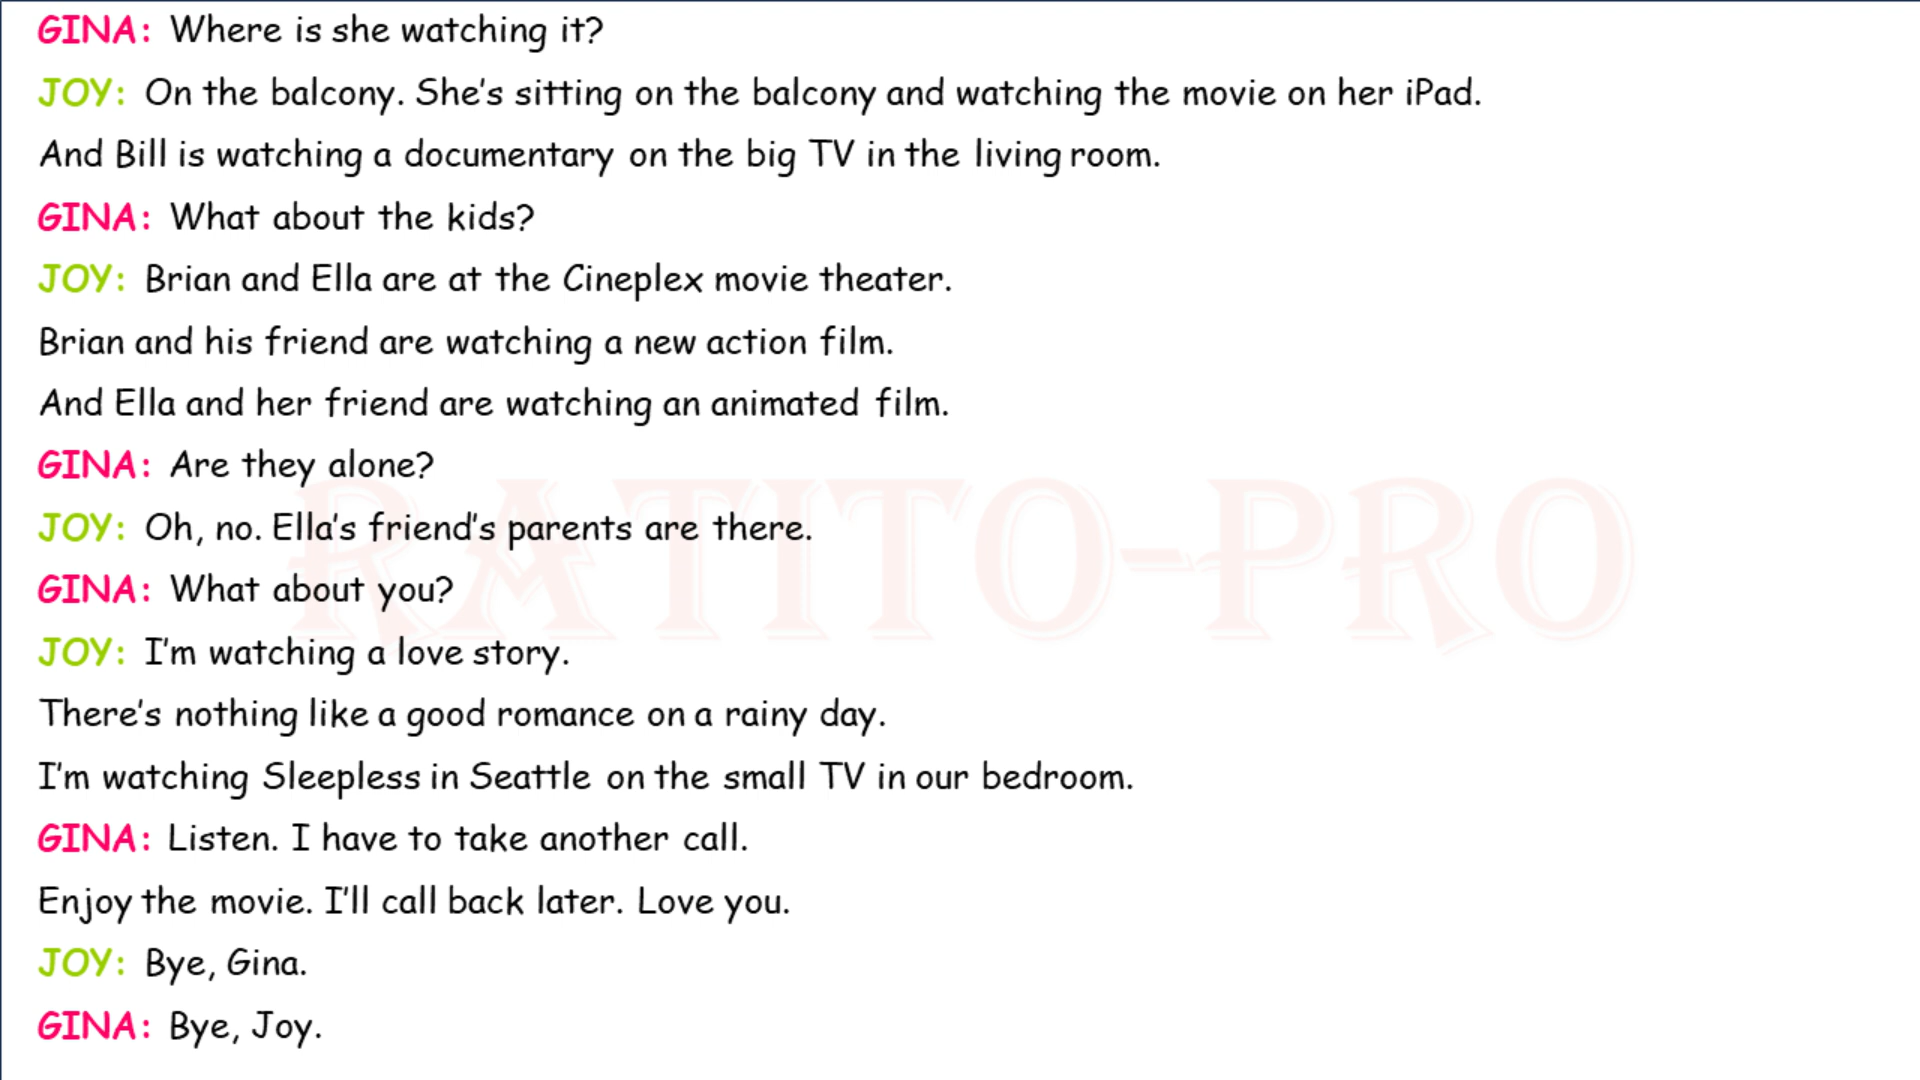 GINA: Where is she watching it?
JOY: On the balcony. She's sitting on the balcony and watching the movie on her iPad.
And Bill is watching a documentary on the big TV in the living room.
GINA: What about the kids?
JOY: Brian and Ella are at the Cineplex movie theater.
Brian and his friend are watching a new action film.
And Ella and her friend are watching an animated film.
GINA: Are they alone?
JOY: Oh, no. Ella's friend's parents are there.
GINA: What about you?
JOY: I'm watching a love story.
There's nothing like a good romance on a rainy day.
I'm watching Sleepless in Seattle on the small TV in our bedroom.
GINA: Listen. I have to take another call.
Enjoy the movie. I'll call back later. Love you.
JOY: Bye, Gina.
GINA: Bye, Joy.
RATITO-PRO